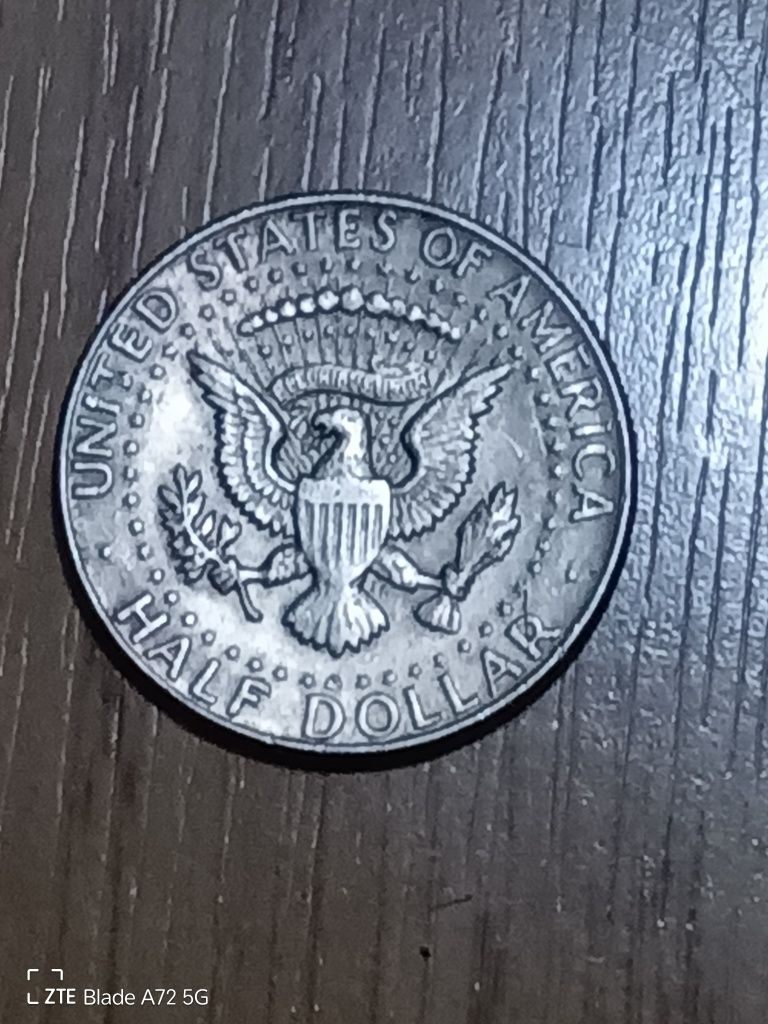 UNITED STATES OF AMERICA
HALF DOLLAR
ZTE Blade A72 5G